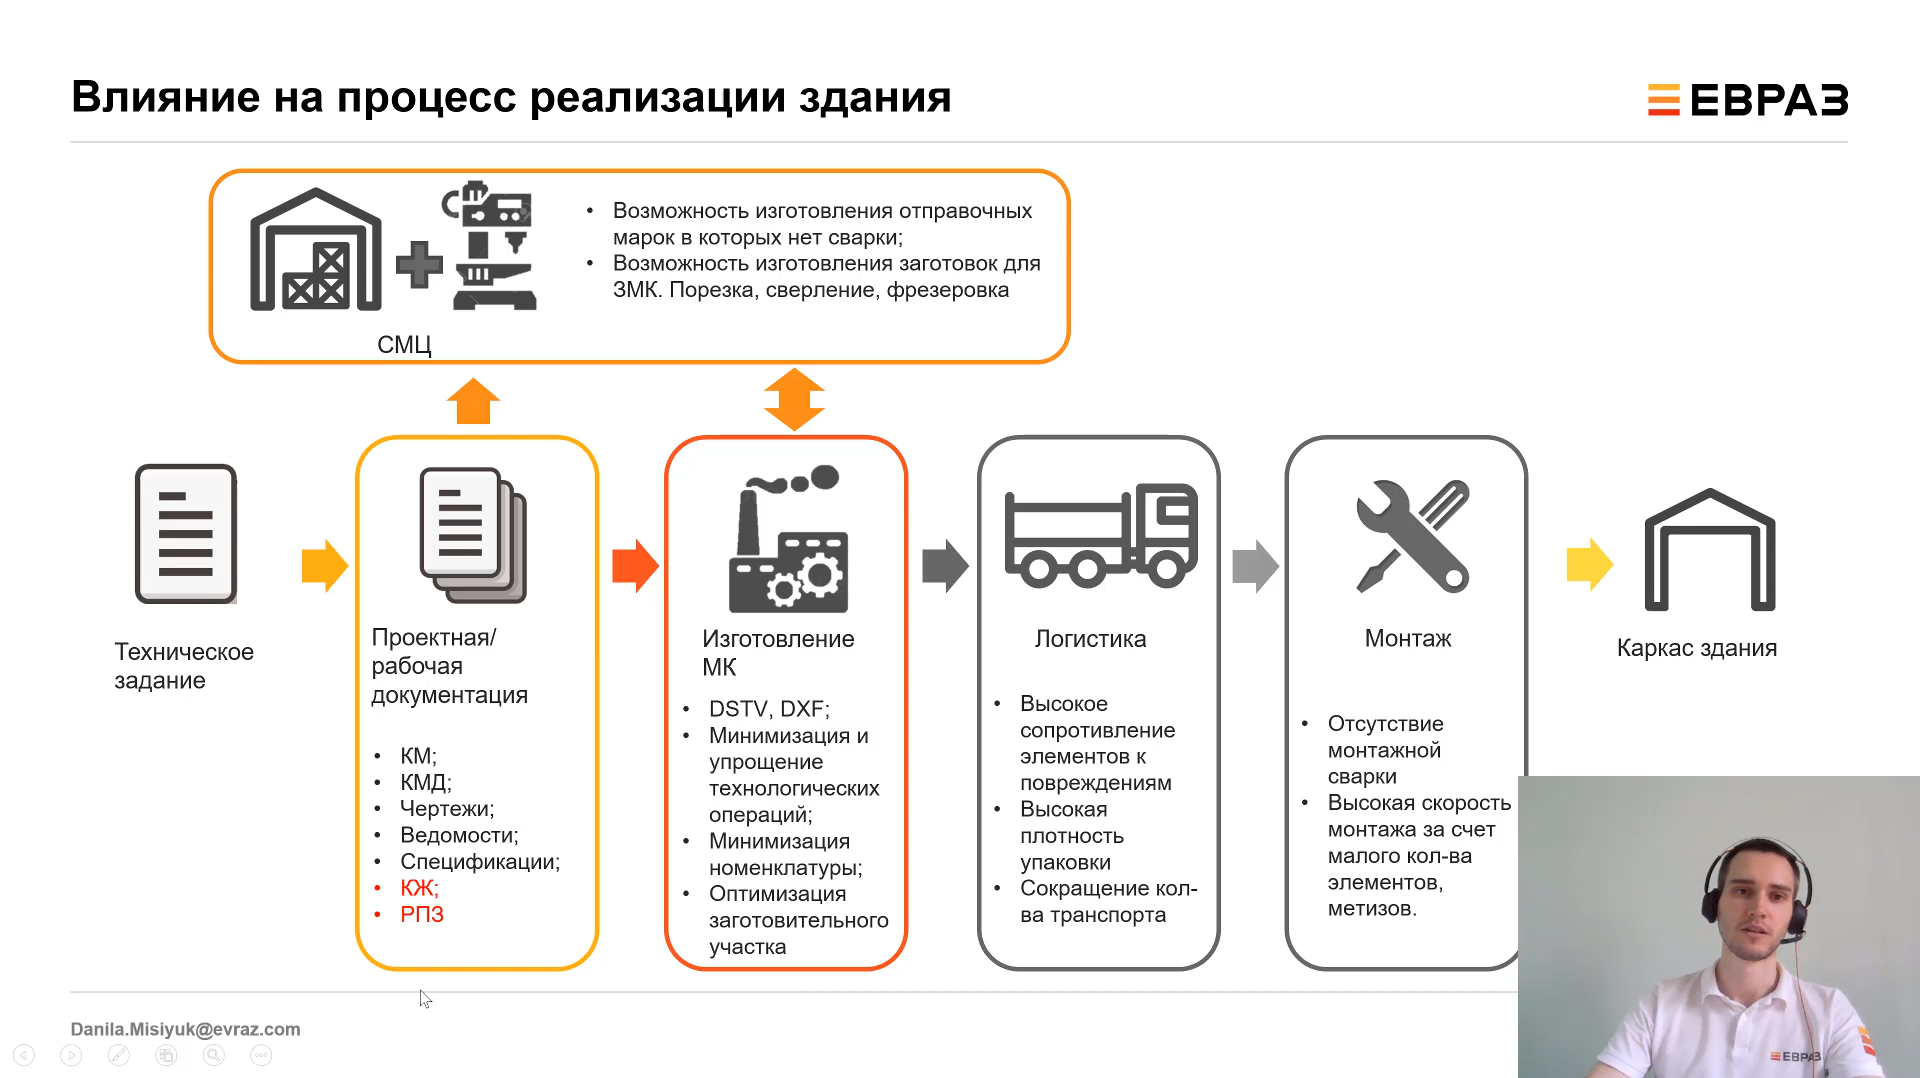 Влияние на процесс реализации здания
ЕВРАЗ
• Возможность изготовления отправочных
марок в которых нет сварки;
• Возможность изготовления заготовок для
ЗМК. Порезка, сверление, фрезеровка
СМЦ
Техническое
задание
Проектная/
рабочая
документация
• КМ;
• КМД;
• Чертежи;
• Ведомости;
• Спецификации;
• КЖ;
• РПЗ
Изготовление
МК
• DSTV, DXF;
• Минимизация и
упрощение
технологических
операций;
• Минимизация
номенклатуры;
• Оптимизация
заготовительного
участка
Логистика
• Высокое
сопротивление
элементов к
повреждениям
• Высокая
плотность
упаковки
• Сокращение кол-
ва транспорта
Монтаж
• Отсутствие
монтажной
сварки
• Высокая скорость
монтажа за счет
малого кол-ва
элементов,
метизов.
Каркас здания
Danila.Misiyuk@evraz.com
ЕВРАЗ